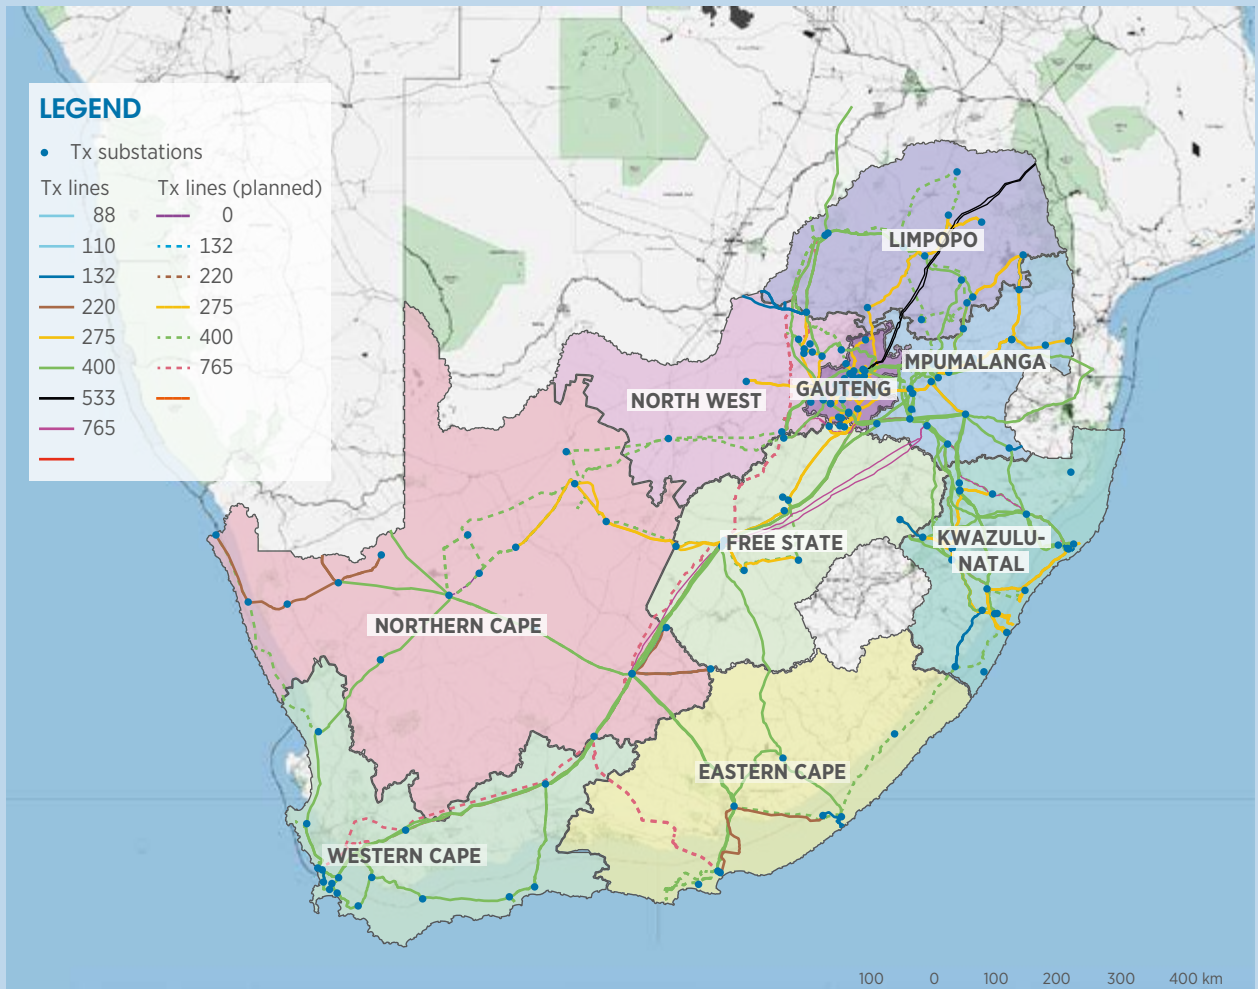 LEGEND
Tx substations
Tx lines Tx lines (planned)
88 0
110 132
132 220
220 275
275 400
400 765
533
765
LIMPOPO
MPUMALANGA
GAUTENG
NORTH WEST
FREE STATE
KWAZULU-
NATAL
NORTHERN CAPE
EASTERN CAPE
WESTERN CAPE
100 0 100 200 300 400 km